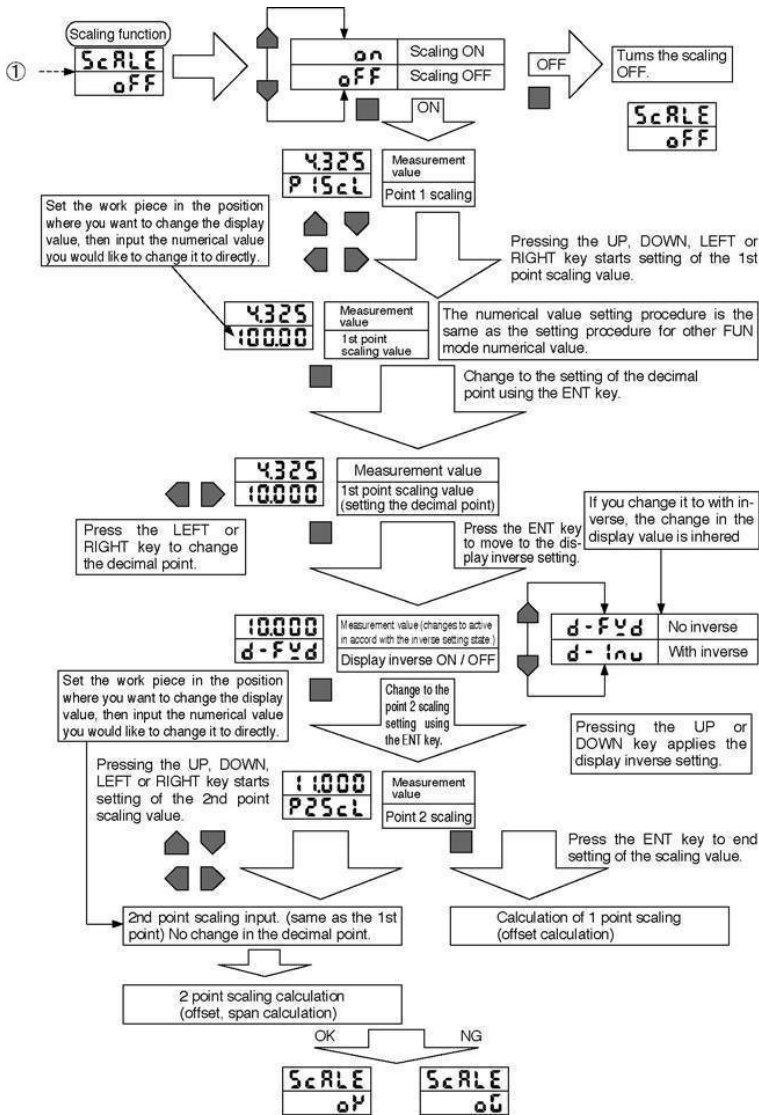 Scaling function
①
ScALE
oFF
on Scaling ON
oFF Scaling OFF
OFF
Turns the scaling
OFF.
ScALE
oFF
ON
4.325
P1ScL
Measurement
value
Point 1 scaling
Set the work piece in the position
where you want to change the display
value, then input the numerical value
you would like to change it to directly.
Pressing the UP, DOWN, LEFT or
RIGHT key starts setting of the 1st
point scaling value.
4.325
100.00
Measurement
value
1st point
scaling value
The numerical value setting procedure is the
same as the setting procedure for other FUN
mode numerical value.
Change to the setting of the decimal
point using the ENT key.
4.325
10.000
Measurement value
1st point scaling value
(setting the decimal point)
Press the LEFT or
RIGHT key to change
the decimal point.
Press the ENT key
to move to the dis-
play inverse setting.
If you change it to with in-
verse, the change in the
display value is inhered
10.000
d-Fwd
Measurement value (changes to active
in accord with the inverse setting state.)
Display inverse ON / OFF
d-Fwd No inverse
d-Inv With inverse
Pressing the UP or
DOWN key applies the
display inverse setting.
Set the work piece in the position
where you want to change the display
value, then input the numerical value
you would like to change it to directly.
Change to the
point 2 scaling
setting using
the ENT key.
Pressing the UP, DOWN,
LEFT or RIGHT key starts
setting of the 2nd point
scaling value.
11.000
P2ScL
Measurement
value
Point 2 scaling
Press the ENT key to end
setting of the scaling value.
2nd point scaling input. (same as the 1st
point) No change in the decimal point.
Calculation of 1 point scaling
(offset calculation)
2 point scaling calculation
(offset, span calculation)
OK
NG
ScALE
ScALE